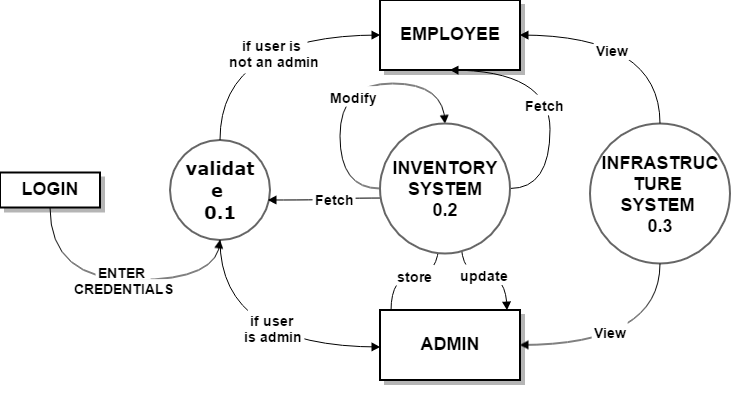 EMPLOYEE
if user is
not an admin
View
Modify
Fetch
validat
e
0.1
INVENTORY
SYSTEM
0.2
INFRASTRUC
TURE
SYSTEM
0.3
LOGIN
Fetch
ENTER
CREDENTIALS
store
update
if user
is admin
ADMIN
View